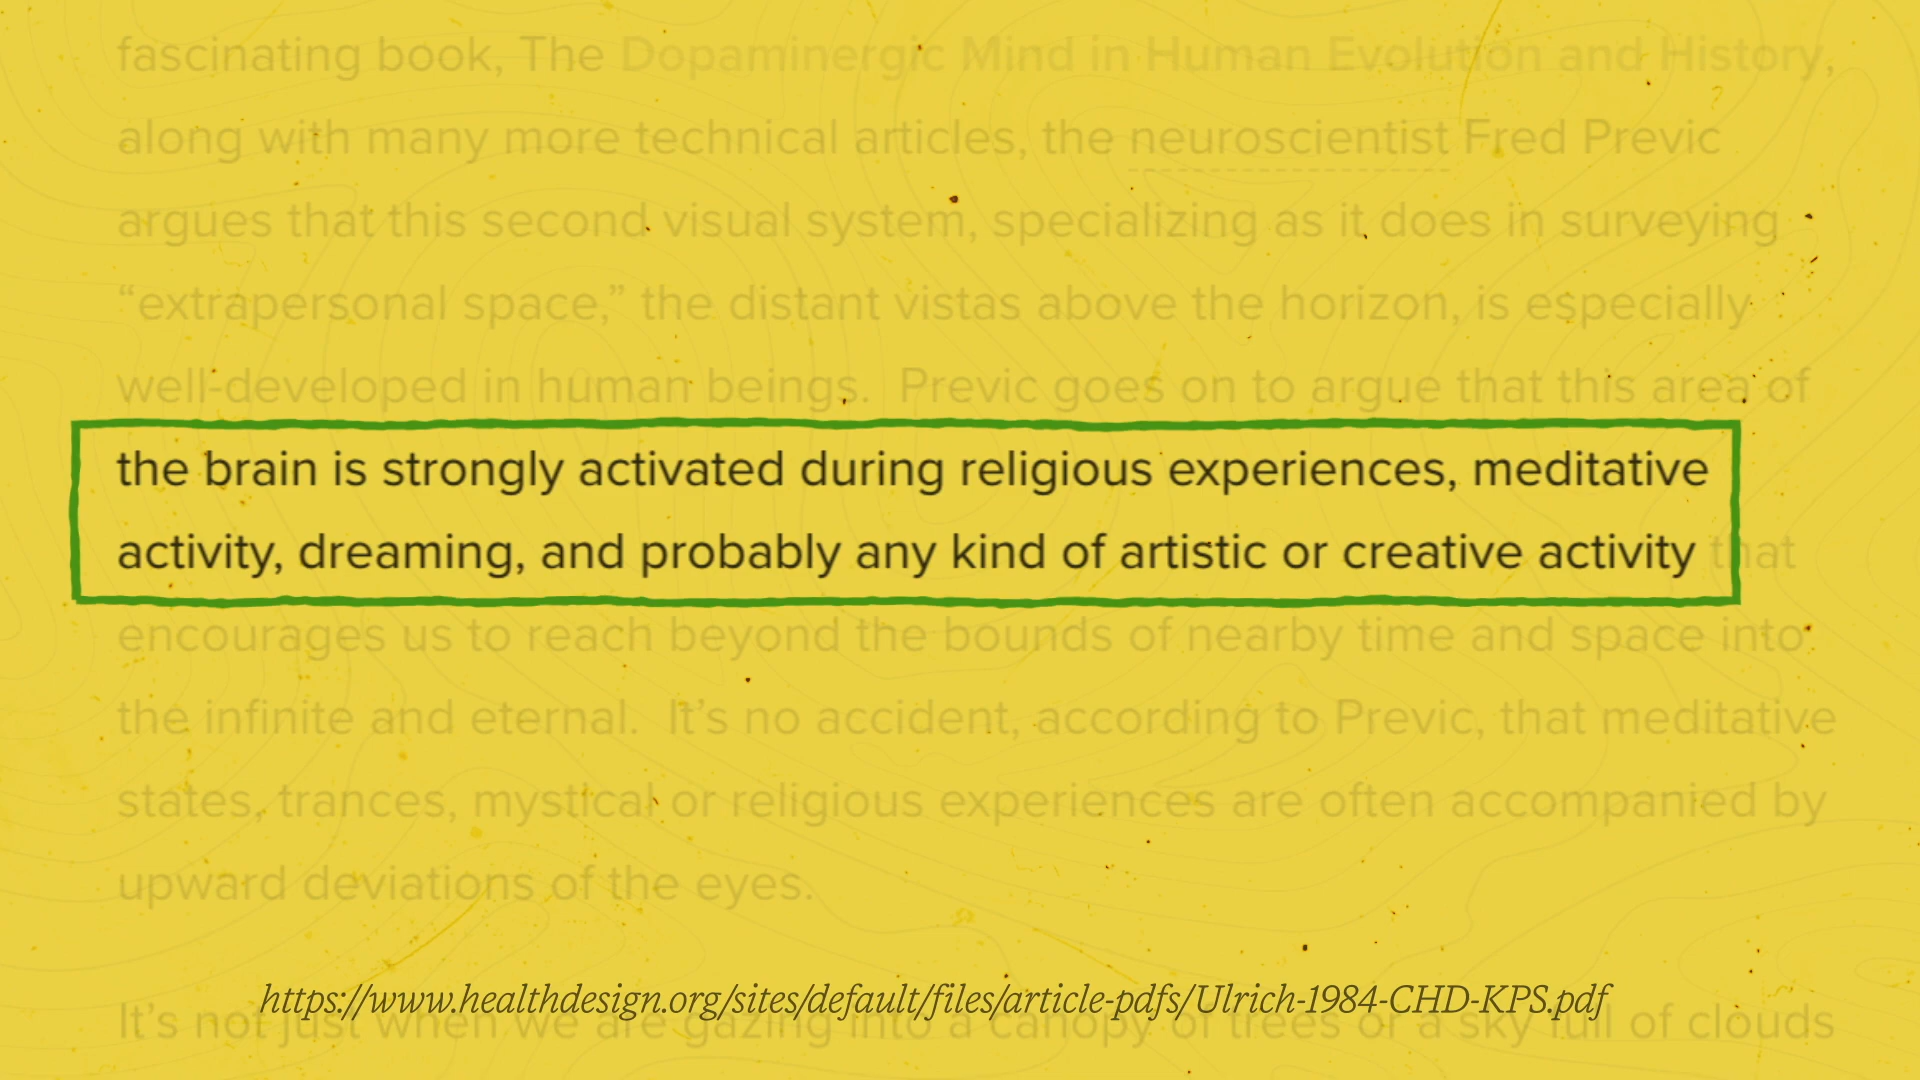 fascinating book, The Dopaminergic Mind in Human Evolution and History,
along with many more technical articles, the neuroscientist Fred Previc
argues that this second visual system, specializing as it does in surveying
“extrapersonal space,” the distant vistas above the horizon, is especially
well-developed in human beings. Previc goes on to argue that this area of
the brain is strongly activated during religious experiences, meditative
activity, dreaming, and probably any kind of artistic or creative activity that
encourages us to reach beyond the bounds of nearby time and space into
the infinite and eternal. It’s no accident, according to Previc, that meditative
states, trances, mystical or religious experiences are often accompanied by
upward deviations of the eyes.
https://www.healthdesign.org/sites/default/files/article-pdfs/Ulrich-1984-CHD-KPS.pdf
It’s not just when we are gazing into a canopy of trees or a sky full of clouds